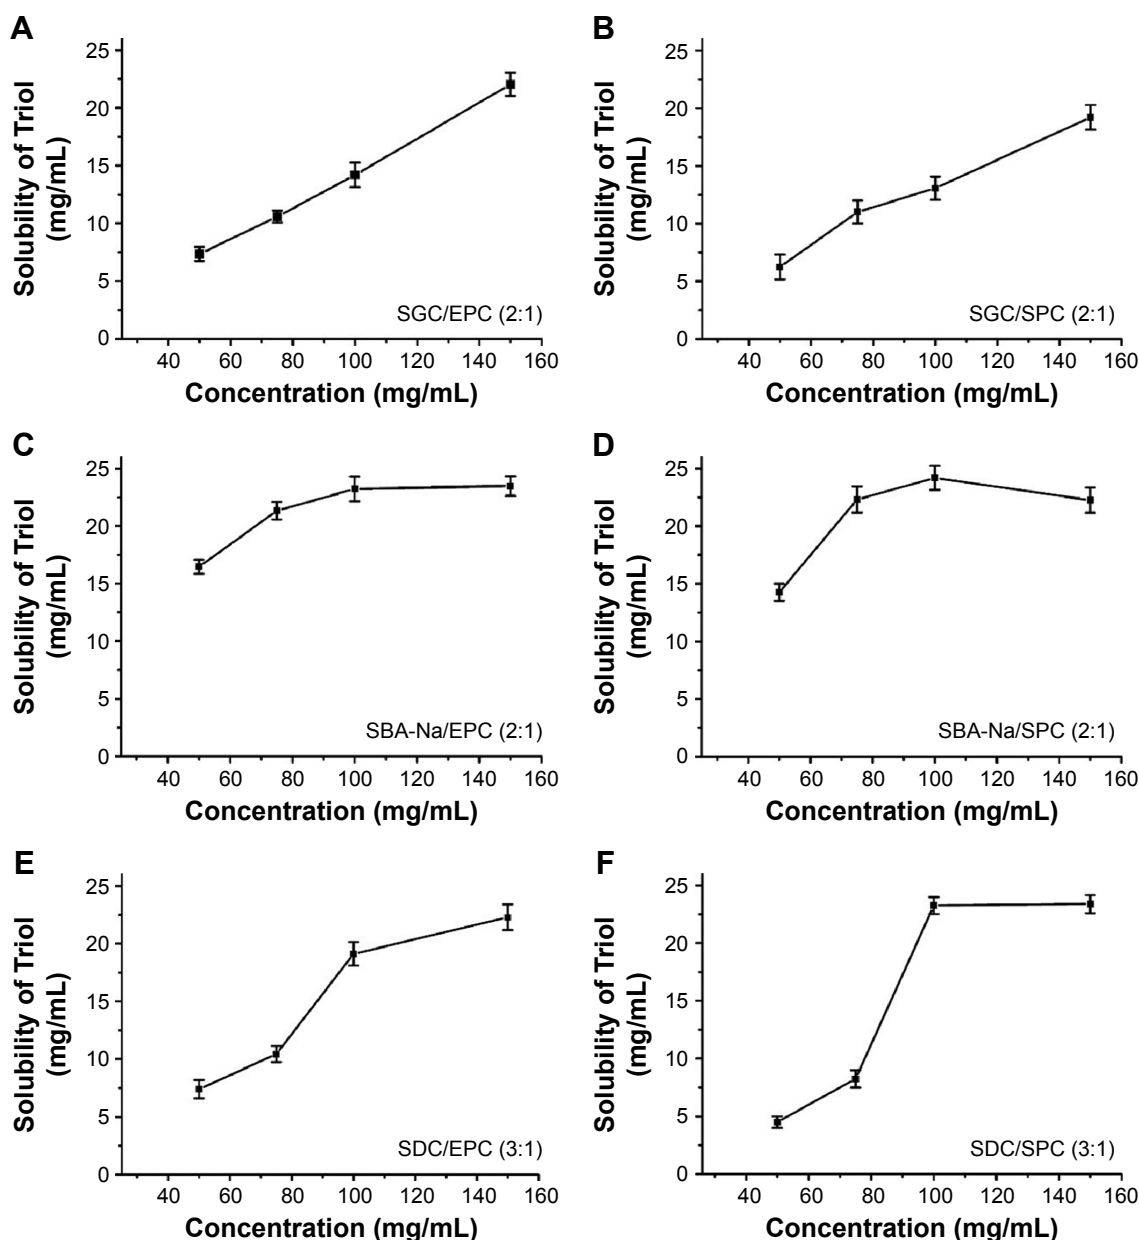 A
Solubility of Triol
(mg/mL)
25
20
15
10
5
0
SGC/EPC (2:1)
40 60 80 100 120 140 160
Concentration (mg/mL)
B
Solubility of Triol
(mg/mL)
25
20
15
10
5
0
SGC/SPC (2:1)
40 60 80 100 120 140 160
Concentration (mg/mL)
C
Solubility of Triol
(mg/mL)
25
20
15
10
5
0
SBA-Na/EPC (2:1)
40 60 80 100 120 140 160
Concentration (mg/mL)
D
Solubility of Triol
(mg/mL)
25
20
15
10
5
0
SBA-Na/SPC (2:1)
40 60 80 100 120 140 160
Concentration (mg/mL)
E
Solubility of Triol
(mg/mL)
25
20
15
10
5
0
SDC/EPC (3:1)
40 60 80 100 120 140 160
Concentration (mg/mL)
F
Solubility of Triol
(mg/mL)
25
20
15
10
5
0
SDC/SPC (3:1)
40 60 80 100 120 140 160
Concentration (mg/mL)